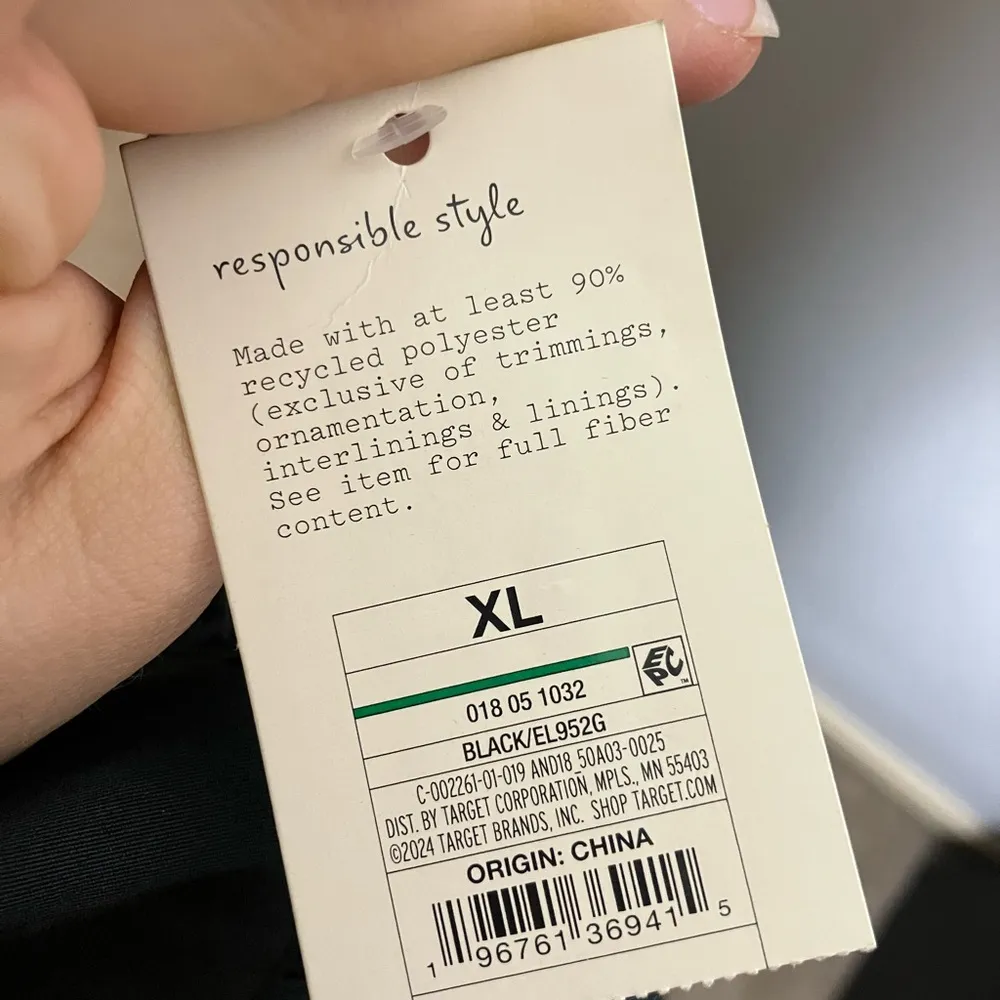 responsible style
Made with at least 90%
recycled polyester
(exclusive of trimmings,
ornamentation,
interlinings & linings).
See item for full fiber
content.
XL
EPC
™
018 05 1032
BLACK/EL952G
C-002261-01-019 AND18 50A03-0025
DIST. BY TARGET CORPORATION, MPLS., MN 55403
©2024 TARGET BRANDS, INC. SHOP TARGET.COM
ORIGIN: CHINA
1 96761 36941 5